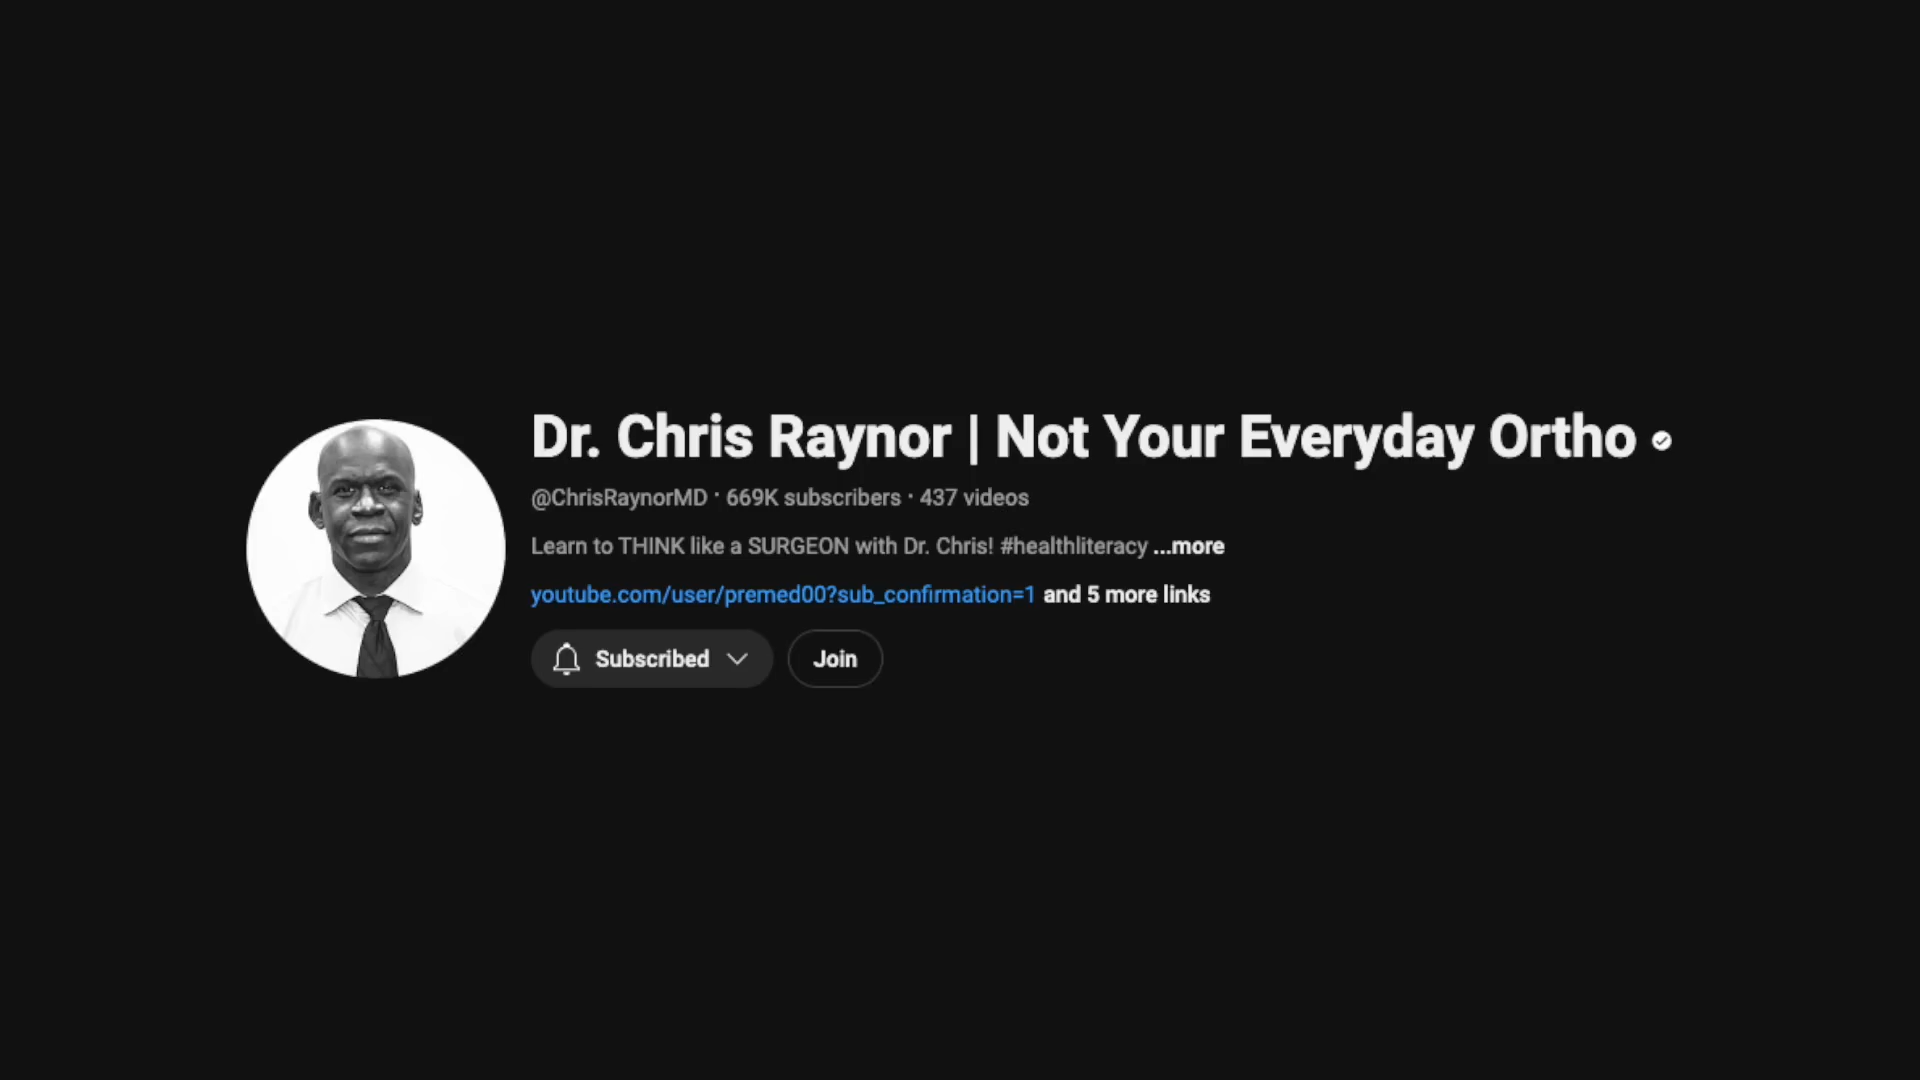 Dr. Chris Raynor | Not Your Everyday Ortho
@ChrisRaynorMD · 669K subscribers · 437 videos
Learn to THINK like a SURGEON with Dr. Chris! #healthliteracy ...more
youtube.com/user/premed00?sub_confirmation=1 and 5 more links
Subscribed Join